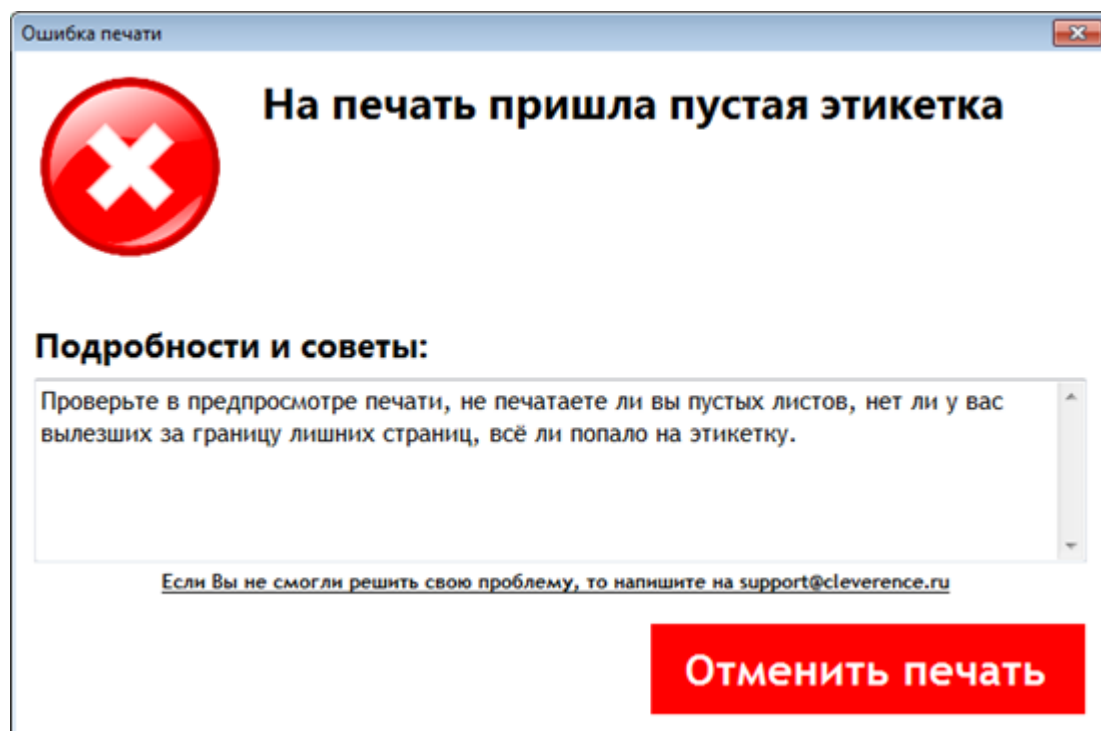 Ошибка печати
На печать пришла пустая этикетка
Подробности и советы:
Проверьте в предпросмотре печати, не печатаете ли вы пустых листов, нет ли у вас
вылезших за границу лишних страниц, всё ли попало на этикетку.
Если Вы не смогли решить свою проблему, то напишите на support@cleverence.ru
Отменить печать